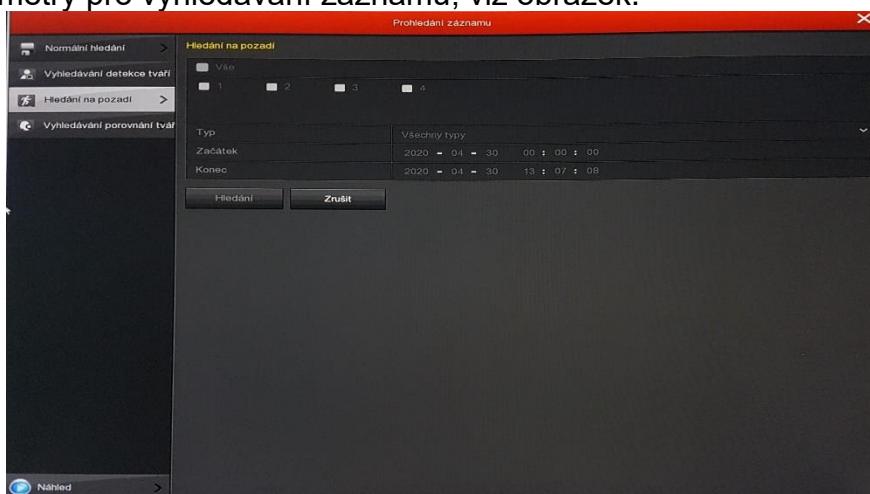 metry pro vyhledávání záznamu, viz obrázek.
Prohledání záznamu
Normální hledání >
Vyhledávání detekce tváří
Hledání na pozadí >
Vyhledávání porovnání tvář
Náhled >
Hledání na pozadí
Vše
1 2 3 4
Typ Všechny typy
Začátek 2020 - 04 - 30 00 : 00 : 00
Konec 2020 - 04 - 30 13 : 07 : 08
Hledání Zrušit